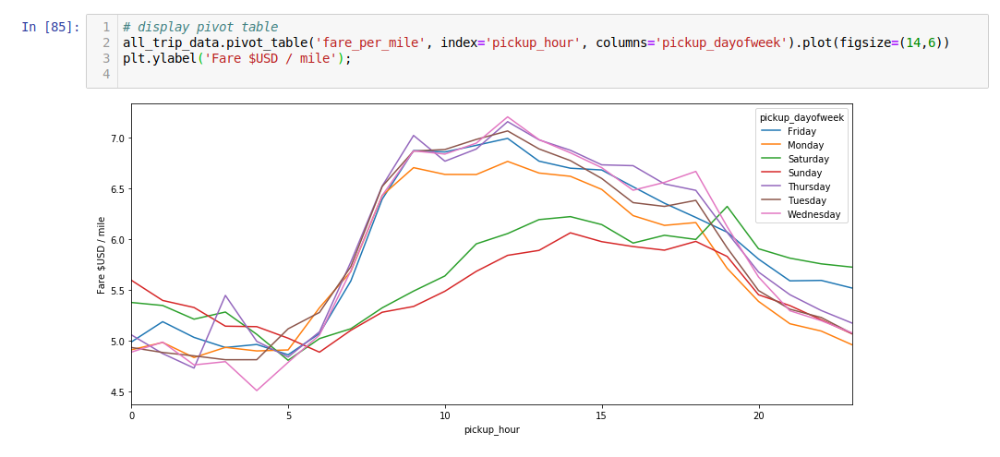 In [85]:
1 # display pivot table
2 all_trip_data.pivot_table('fare_per_mile', index='pickup_hour', columns='pickup_dayofweek').plot(figsize=(14,6))
3 plt.ylabel('Fare $USD / mile');
4
pickup_dayofweek
Friday
Monday
Saturday
Sunday
Thursday
Tuesday
Wednesday
7.0
6.5
6.0
5.5
5.0
4.5
Fare $USD / mile
0 5 10 15 20
pickup_hour